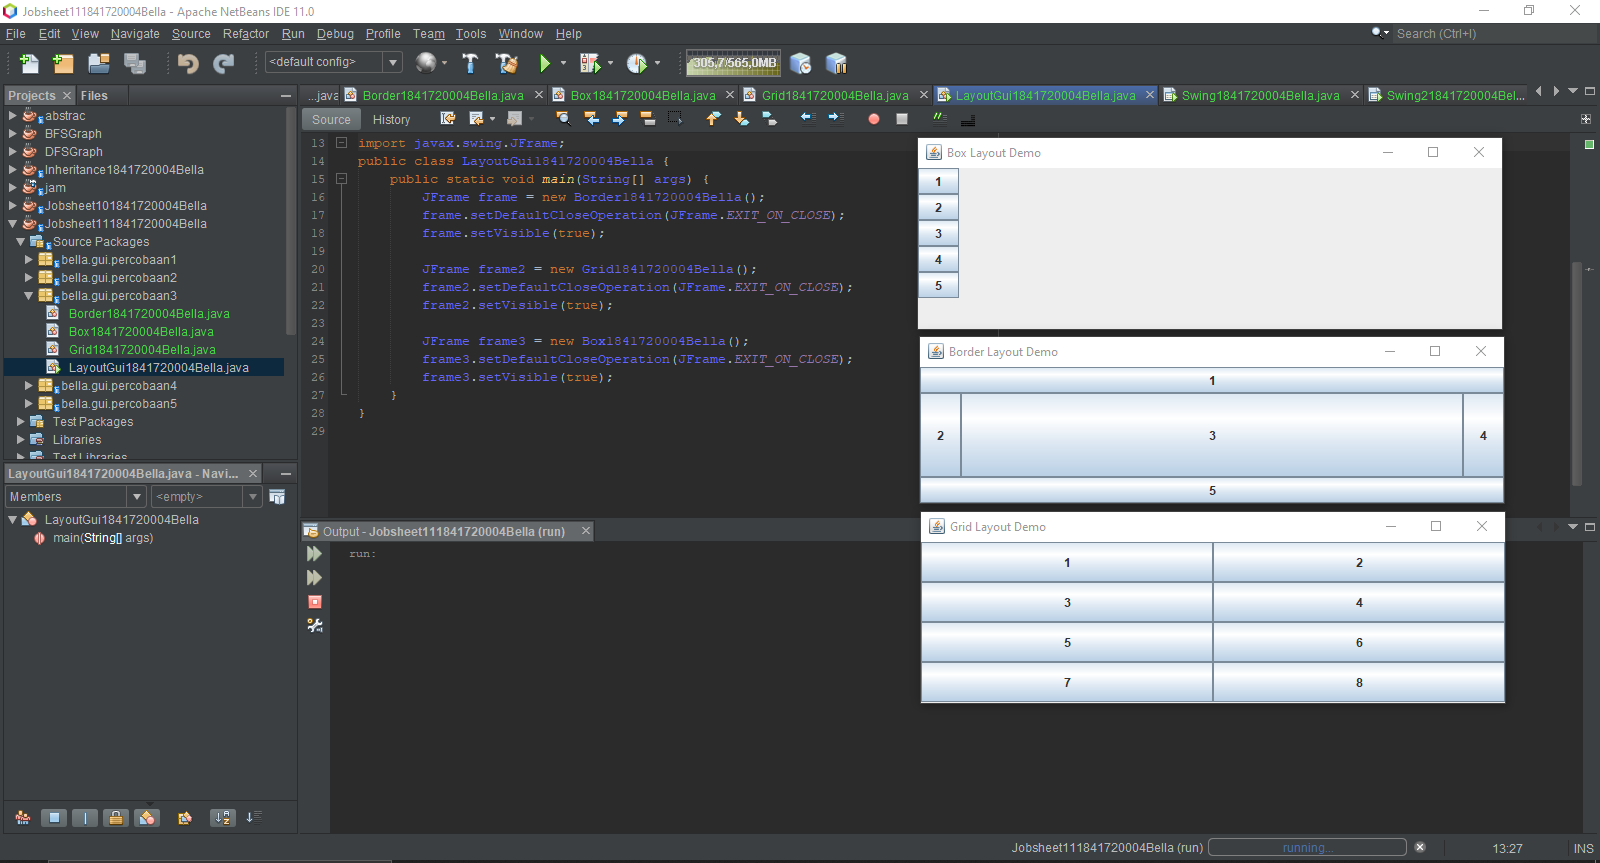 Jobsheet111841720004Bella - Apache NetBeans IDE 11.0
File Edit View Navigate Source Refactor Run Debug Profile Team Tools Window Help
Search (Ctrl+I)
<default config>
305,7/565,0MB
Projects
Files
...java
Border1841720004Bella.java
Box1841720004Bella.java
Grid1841720004Bella.java
LayoutGui1841720004Bella.java
Swing1841720004Bella.java
Swing21841720004Bel...
Source
History
abstrac
BFSGraph
DFSGraph
Inheritance1841720004Bella
jam
Jobsheet101841720004Bella
Jobsheet111841720004Bella
Source Packages
bella.gui.percobaan1
bella.gui.percobaan2
bella.gui.percobaan3
Border1841720004Bella.java
Box1841720004Bella.java
Grid1841720004Bella.java
LayoutGui1841720004Bella.java
bella.gui.percobaan4
bella.gui.percobaan5
Test Packages
Libraries
Test Libraries
13 import javax.swing.JFrame;
14 public class LayoutGui1841720004Bella {
15 public static void main(String[] args) {
16 JFrame frame = new Border1841720004Bella();
17 frame.setDefaultCloseOperation(JFrame.EXIT_ON_CLOSE);
18 frame.setVisible(true);
19
20 JFrame frame2 = new Grid1841720004Bella();
21 frame2.setDefaultCloseOperation(JFrame.EXIT_ON_CLOSE);
22 frame2.setVisible(true);
23
24 JFrame frame3 = new Box1841720004Bella();
25 frame3.setDefaultCloseOperation(JFrame.EXIT_ON_CLOSE);
26 frame3.setVisible(true);
27 }
28 }
29
Box Layout Demo
1
2
3
4
5
Border Layout Demo
1
2 3 4
5
Grid Layout Demo
1 2
3 4
5 6
7 8
LayoutGui1841720004Bella.java - Navi...
Members
<empty>
LayoutGui1841720004Bella
main(String[] args)
Output - Jobsheet111841720004Bella (run)
run:
Jobsheet111841720004Bella (run)
running...
13:27
INS